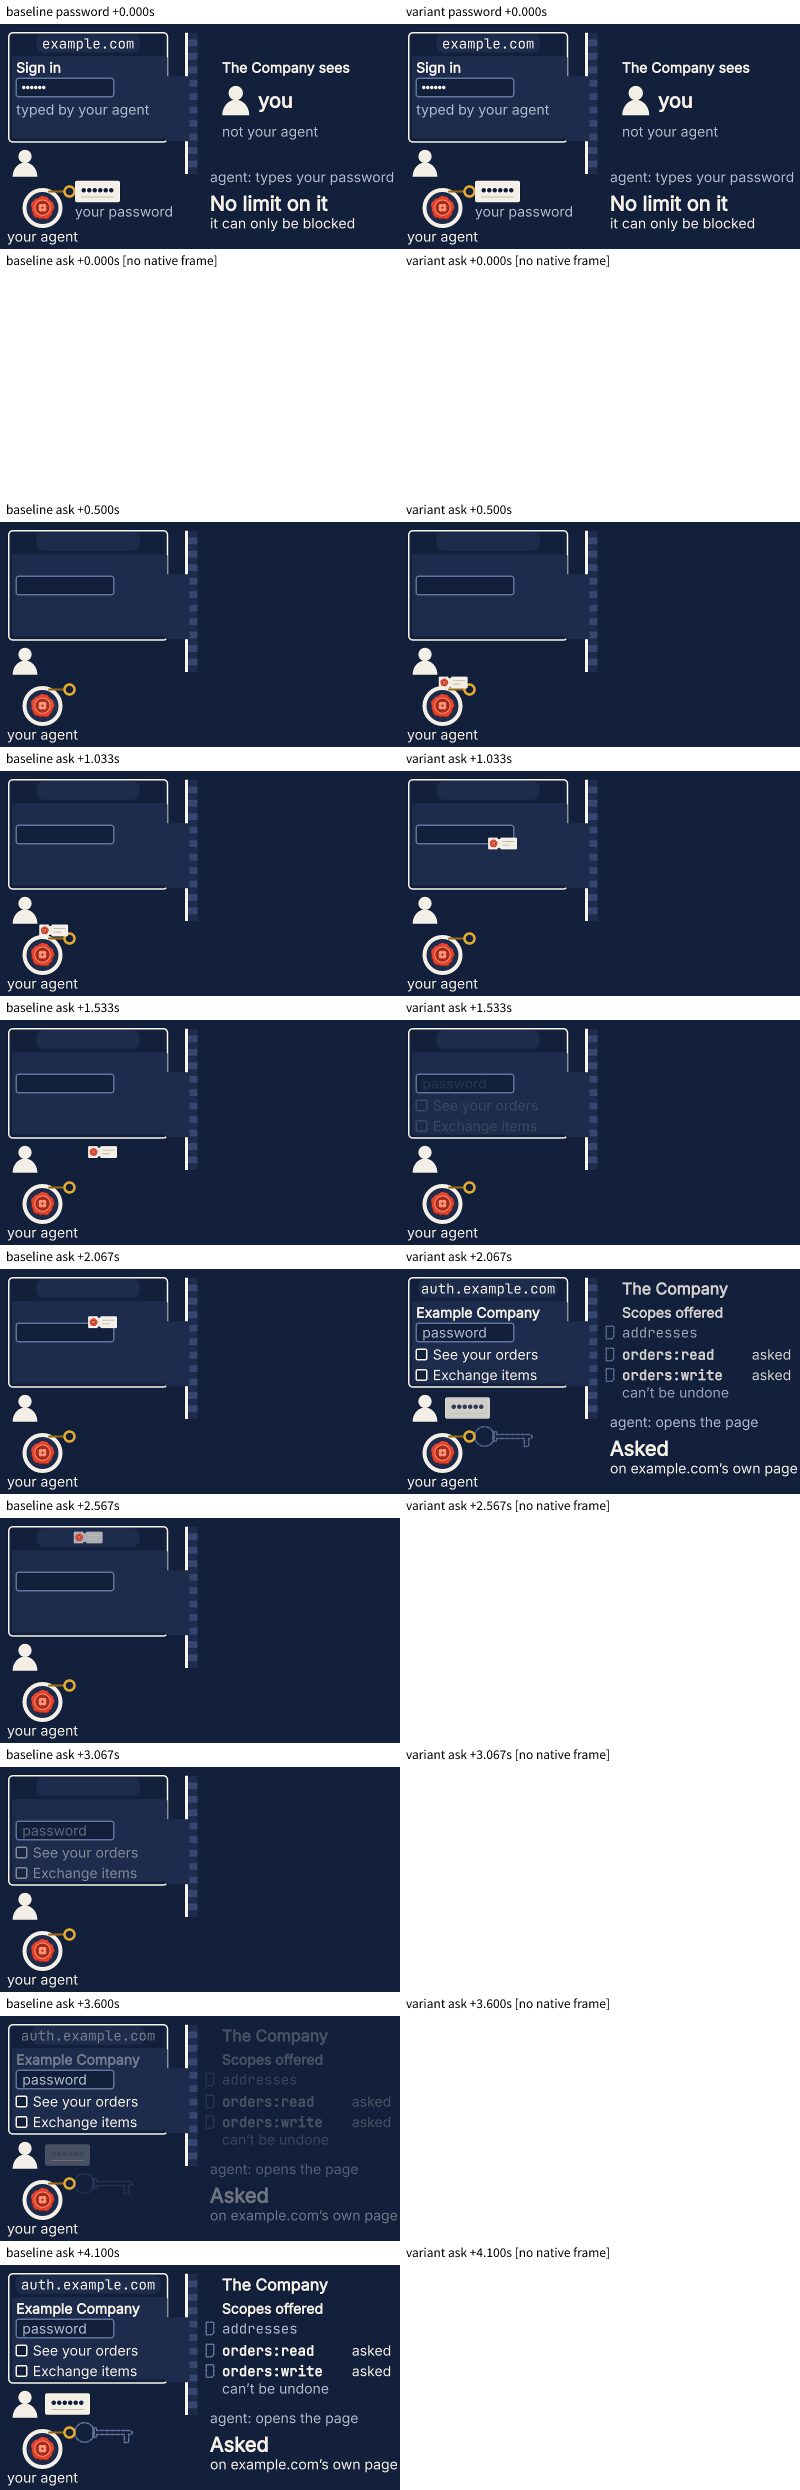 baseline password +0.000s
variant password +0.000s
example.com
Sign in
••••••
typed by your agent
The Company sees
you
not your agent
agent: types your password
No limit on it
it can only be blocked
••••••
your password
your agent
example.com
Sign in
••••••
typed by your agent
The Company sees
you
not your agent
agent: types your password
No limit on it
it can only be blocked
••••••
your password
your agent
baseline ask +0.000s [no native frame]
variant ask +0.000s [no native frame]
baseline ask +0.500s
variant ask +0.500s
your agent
your agent
baseline ask +1.033s
variant ask +1.033s
your agent
your agent
baseline ask +1.533s
variant ask +1.533s
your agent
password
See your orders
Exchange items
your agent
baseline ask +2.067s
variant ask +2.067s
your agent
auth.example.com
Example Company
password
See your orders
Exchange items
The Company
Scopes offered
addresses
orders:read asked
orders:write asked
can't be undone
agent: opens the page
Asked
on example.com's own page
••••••
your agent
baseline ask +2.567s
variant ask +2.567s [no native frame]
your agent
baseline ask +3.067s
variant ask +3.067s [no native frame]
password
See your orders
Exchange items
your agent
baseline ask +3.600s
variant ask +3.600s [no native frame]
auth.example.com
Example Company
password
See your orders
Exchange items
The Company
Scopes offered
addresses
orders:read asked
orders:write asked
can't be undone
agent: opens the page
Asked
on example.com's own page
••••••
your agent
baseline ask +4.100s
variant ask +4.100s [no native frame]
auth.example.com
Example Company
password
See your orders
Exchange items
The Company
Scopes offered
addresses
orders:read asked
orders:write asked
can't be undone
agent: opens the page
Asked
on example.com's own page
••••••
your agent